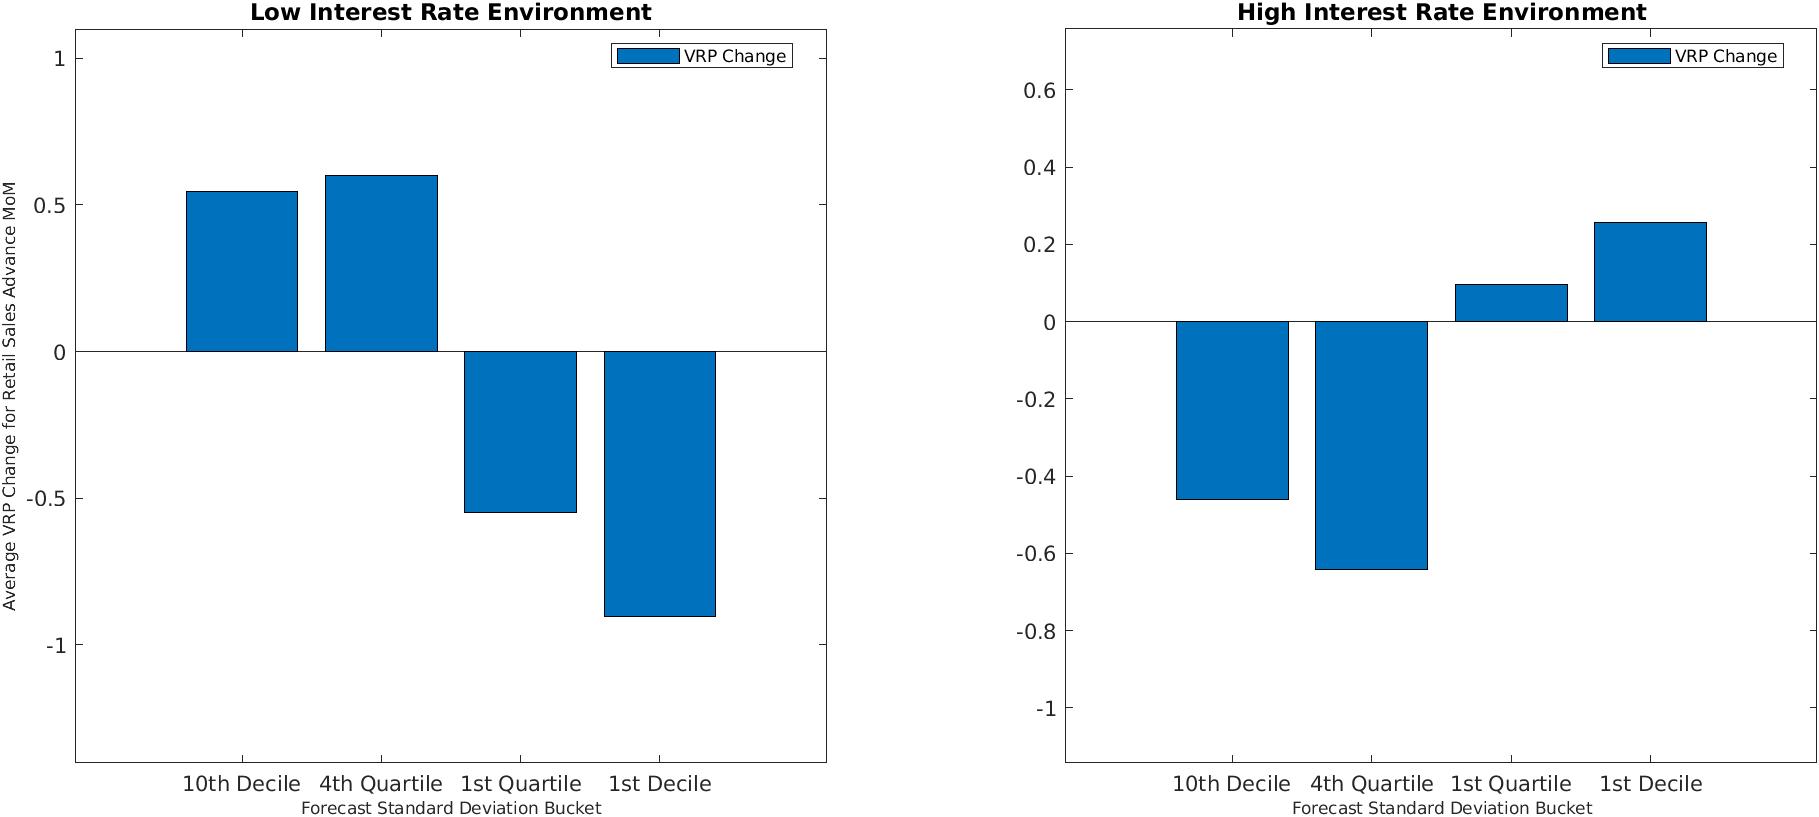 Low Interest Rate Environment
VRP Change
1
0.5
0
-0.5
-1
Average VRP Change for Retail Sales Advance MoM
10th Decile 4th Quartile 1st Quartile 1st Decile
Forecast Standard Deviation Bucket
High Interest Rate Environment
VRP Change
0.6
0.4
0.2
0
-0.2
-0.4
-0.6
-0.8
-1
10th Decile 4th Quartile 1st Quartile 1st Decile
Forecast Standard Deviation Bucket